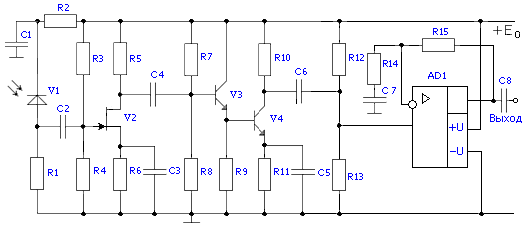 R2
R15
+E₀
C1
R3
R5
R7
R10
R12
R14
AD1
C4
C6
C8
V1
V3
C7
C2
V2
V4
Выход
+U
-U
R1
R4
R6
C3
R8
R9
R11
C5
R13